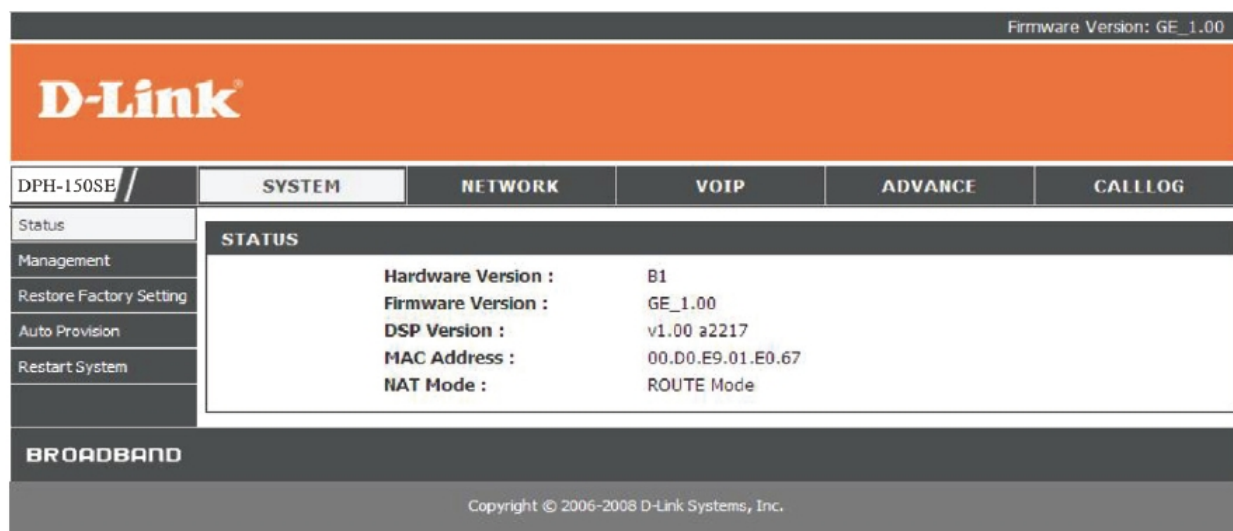 Firmware Version: GE_1.00
D-Link®
DPH-150SE SYSTEM NETWORK VOIP ADVANCE CALLLOG
Status
Management
Restore Factory Setting
Auto Provision
Restart System
STATUS
Hardware Version : B1
Firmware Version : GE_1.00
DSP Version : v1.00 a2217
MAC Address : 00.D0.E9.01.E0.67
NAT Mode : ROUTE Mode
BROADBAND
Copyright © 2006-2008 D-Link Systems, Inc.